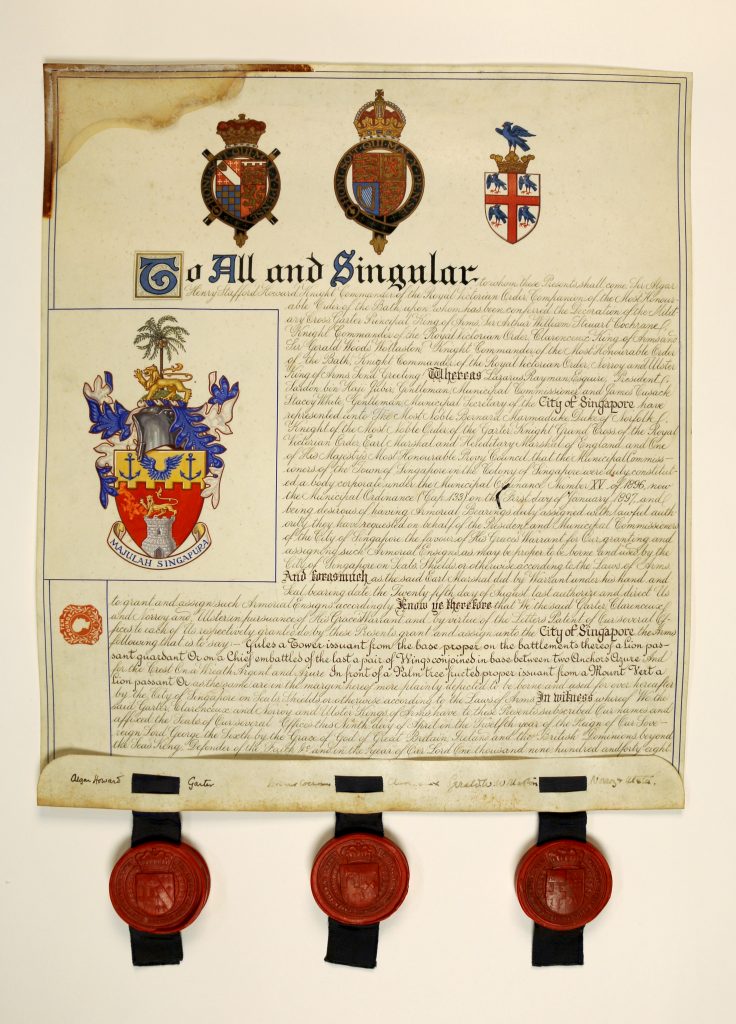 To All and Singular to whom these Presents shall come Sir Algar
Henry Stafford Howard Knight Commander of the Royal Victorian Order, Companion of the Most Honour-
able Order of the Bath, upon whom has been conferred the Decoration of the Milit
ary Cross Garter Principal King of Arms Sir Arthur William Steuart Cochrane
Knight Commander of the Royal Victorian Order, Clarenceux King of Arms and
Sir Gerald Woods Wollaston Knight Commander of the Most Honourable Order
of the Bath, Knight Commander of the Royal Victorian Order, Norroy and Ulster
King of Arms Send Greeting Whereas Lazarus Rayman Esquire, President,
Sardon bin Haji Jubir Gentleman, Municipal Commissioner and James Cusack
Stacey White Gentleman, Municipal Secretary of the City of Singapore have
represented unto The Most Noble Bernard Marmaduke Duke of Norfolk
Knight of the Most Noble Order of the Garter Knight Grand Cross of the Royal
Victorian Order Earl Marshal and Hereditary Marshal of England and One
of His Majesty's Most Honourable Privy Council that the Municipal Commiss-
ioners of the Town of Singapore in the Colony of Singapore were duly constitut-
ed a body corporate under the Municipal Ordinance Number XV of 1896, now
the Municipal Ordinance (Cap. 133) on the First day of January 1897 and
being desirous of having Armorial Bearings duly assigned with lawful auth-
ority they have requested on behalf of the President and Municipal Commissioners
of the City of Singapore the favour of His Grace's Warrant for Our granting and
assigning such Armorial Ensigns as may be proper to be borne and used by the
City of Singapore on Seals, Shields or otherwise according to the Laws of Arms
And forasmuch as the said Earl Marshal did by Warrant under his hand and
Seal bearing date the Twenty fifth day of August last authorize and direct Us
to grant and assign such Armorial Ensigns accordingly Know ye therefore that We the said Garter, Clarenceux
and Norroy and Ulster in pursuance of His Grace's Warrant and by virtue of the Letters Patent of Our several Of-
fices to each of Us respectively granted do by these Presents grant and assign unto the City of Singapore the Arms
following that is to say:- Gules a Tower issuant from the base proper on the battlements thereof a Lion pas-
sant guardant Or on a Chief embattled of the last a pair of Wings conjoined in base between two Anchors Azure And
for the Crest On a Wreath Argent and Azure In front of a Palm tree fructed proper issuant from a Mount Vert a
lion passant Or as the same are in the margin hereof more plainly depicted to be borne and used for ever hereafter
by the City of Singapore on Seals, Shields or otherwise according to the Laws of Arms In witness whereof We the
said Garter, Clarenceux and Norroy and Ulster Kings of Arms have to these Presents subscribed Our names and
affixed the Seals of Our several Offices this Ninth day of April in the Twelfth year of the Reign of Our Sove-
reign Lord George the Sixth by the Grace of God of Great Britain, Ireland and the British Dominions beyond
the Seas King, Defender of the Faith &c. and in the Year of Our Lord One thousand nine hundred and forty eight
MAJULAH SINGAPURA
Algar Howard Garter
Gerald W. Wollaston Norroy & Ulster.